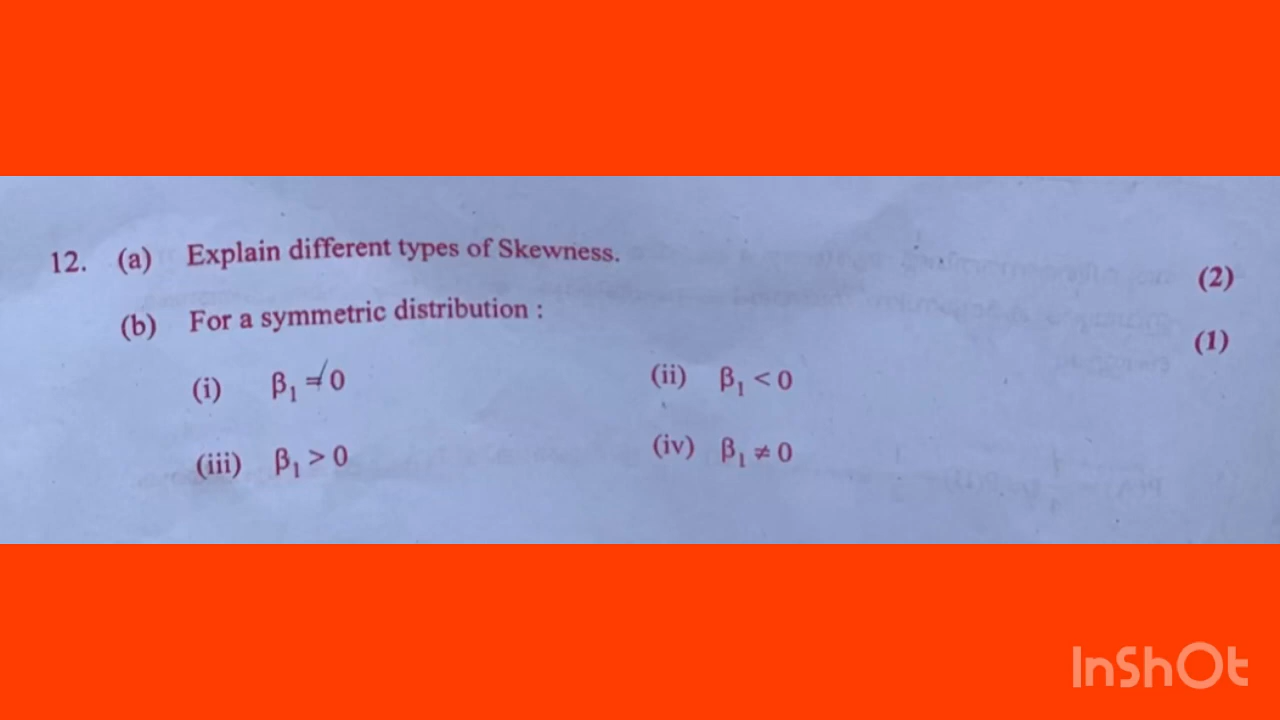 12. (a) Explain different types of Skewness. (2)
(b) For a symmetric distribution : (1)
(i) β₁ = 0 (ii) β₁ < 0
(iii) β₁ > 0 (iv) β₁ ≠ 0
InShOt